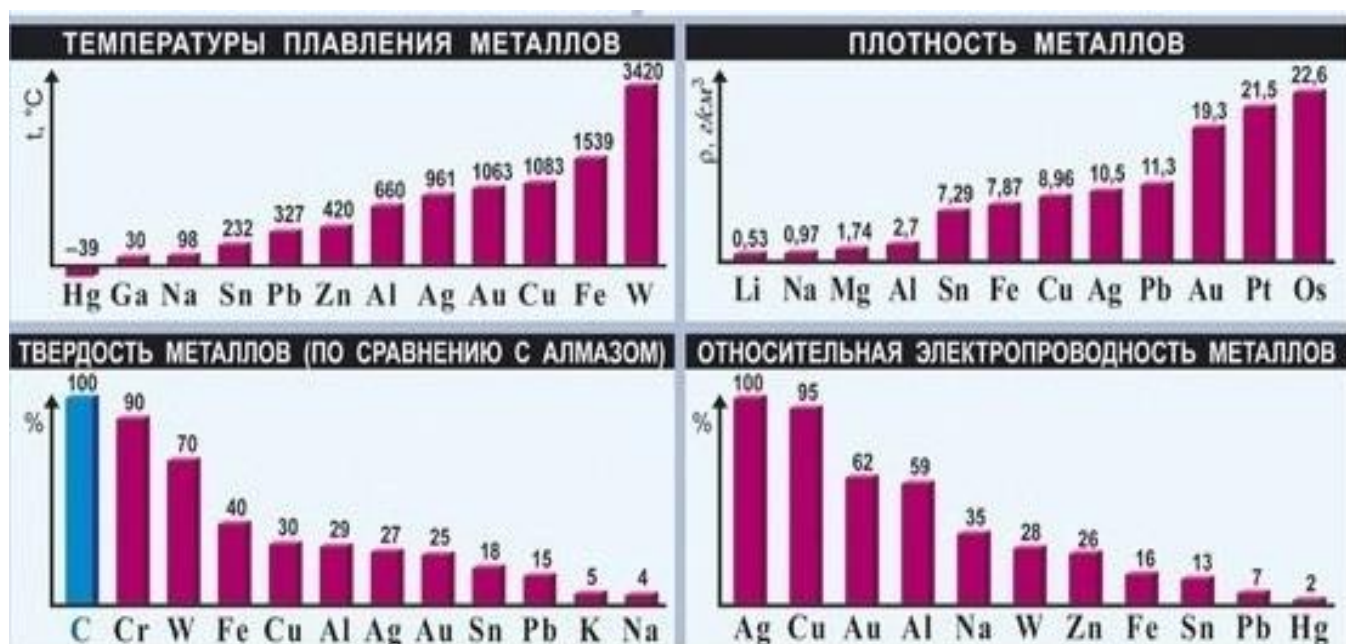 ТЕМПЕРАТУРЫ ПЛАВЛЕНИЯ МЕТАЛЛОВ
t, °C
–39 30 98 232 327 420 660 961 1063 1083 1539 3420
Hg Ga Na Sn Pb Zn Al Ag Au Cu Fe W
ПЛОТНОСТЬ МЕТАЛЛОВ
ρ, г/см³
0,53 0,97 1,74 2,7 7,29 7,87 8,96 10,5 11,3 19,3 21,5 22,6
Li Na Mg Al Sn Fe Cu Ag Pb Au Pt Os
ТВЕРДОСТЬ МЕТАЛЛОВ (ПО СРАВНЕНИЮ С АЛМАЗОМ)
%
100 90 70 40 30 29 27 25 18 15 5 4
C Cr W Fe Cu Al Ag Au Sn Pb K Na
ОТНОСИТЕЛЬНАЯ ЭЛЕКТРОПРОВОДНОСТЬ МЕТАЛЛОВ
%
100 95 62 59 35 28 26 16 13 7 2
Ag Cu Au Al Na W Zn Fe Sn Pb Hg